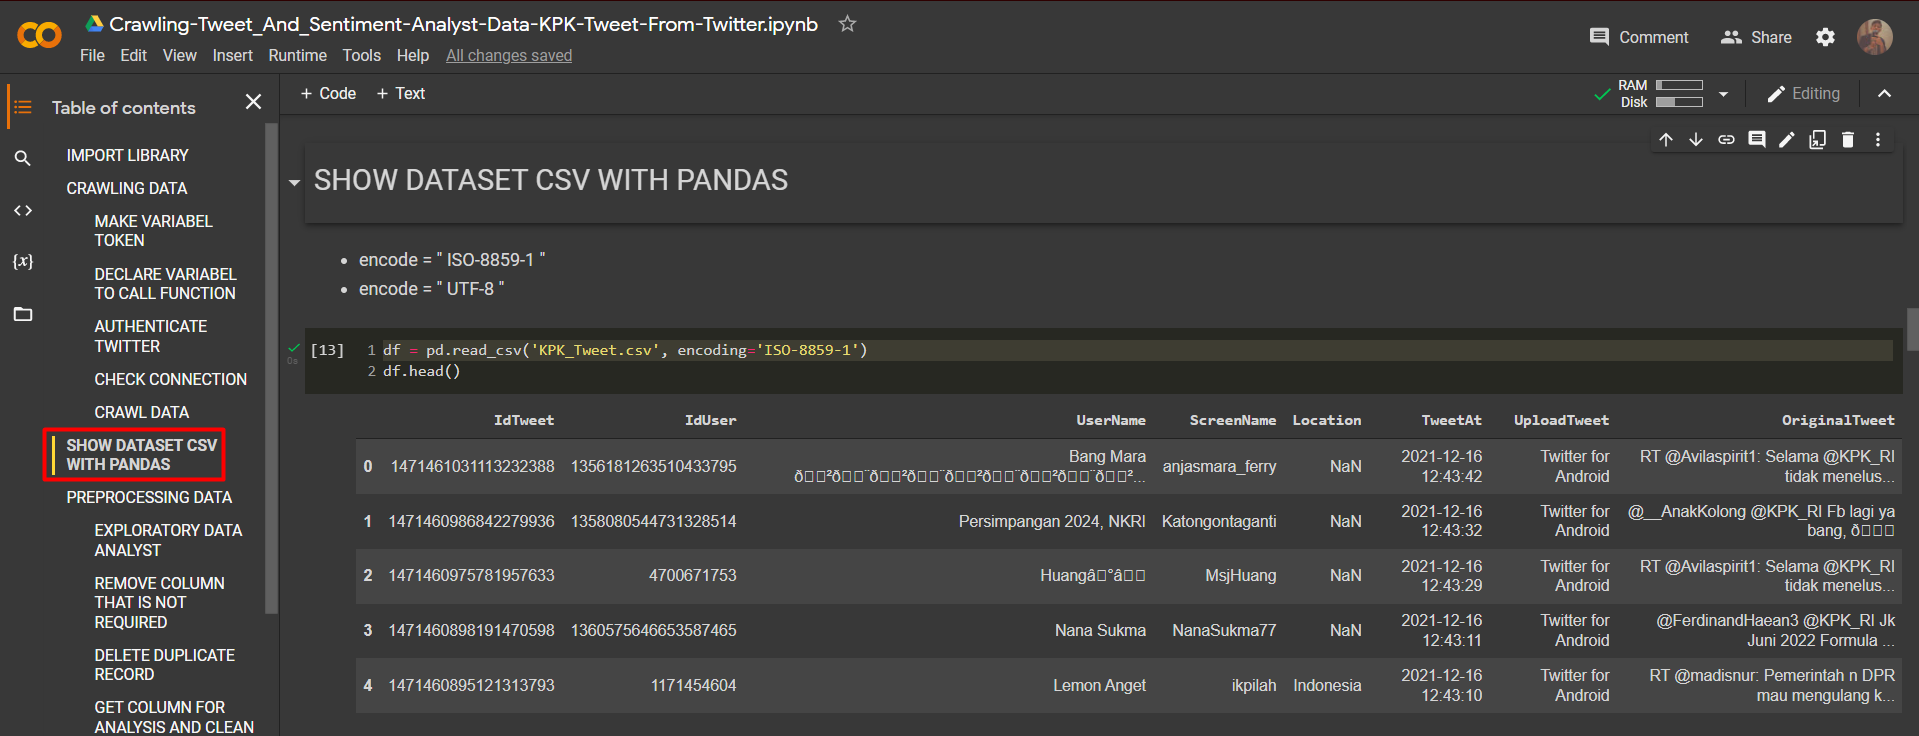 Crawling-Tweet_And_Sentiment-Analyst-Data-KPK-Tweet-From-Twitter.ipynb
File Edit View Insert Runtime Tools Help All changes saved
Comment Share
Table of contents
IMPORT LIBRARY
CRAWLING DATA
MAKE VARIABEL
TOKEN
DECLARE VARIABEL
TO CALL FUNCTION
AUTHENTICATE
TWITTER
CHECK CONNECTION
CRAWL DATA
SHOW DATASET CSV
WITH PANDAS
PREPROCESSING DATA
EXPLORATORY DATA
ANALYST
REMOVE COLUMN
THAT IS NOT
REQUIRED
DELETE DUPLICATE
RECORD
GET COLUMN FOR
ANALYSIS AND CLEAN
+ Code + Text
RAM
Disk
Editing
SHOW DATASET CSV WITH PANDAS
• encode = " ISO-8859-1 "
• encode = " UTF-8 "
[13] 1 df = pd.read_csv('KPK_Tweet.csv', encoding='ISO-8859-1')
0s
2 df.head()
IdTweet IdUser UserName ScreenName Location TweetAt UploadTweet OriginalTweet
0 1471461031113232388 1356181263510433795 Bang Mara anjasmara_ferry NaN 2021-12-16 12:43:42 Twitter for Android RT @Avilaspirit1: Selama @KPK_RI tidak menelus...
1 1471460986842279936 1358080544731328514 Persimpangan 2024, NKRI Katongontaganti NaN 2021-12-16 12:43:32 Twitter for Android @__AnakKolong @KPK_RI Fb lagi ya bang,
2 1471460975781957633 4700671753 Huang MsjHuang NaN 2021-12-16 12:43:29 Twitter for Android RT @Avilaspirit1: Selama @KPK_RI tidak menelus...
3 1471460898191470598 1360575646653587465 Nana Sukma NanaSukma77 NaN 2021-12-16 12:43:11 Twitter for Android @FerdinandHaean3 @KPK_RI Jk Juni 2022 Formula ...
4 1471460895121313793 1171454604 Lemon Anget ikpilah Indonesia 2021-12-16 12:43:10 Twitter for Android RT @madisnur: Pemerintah n DPR mau mengulang k...